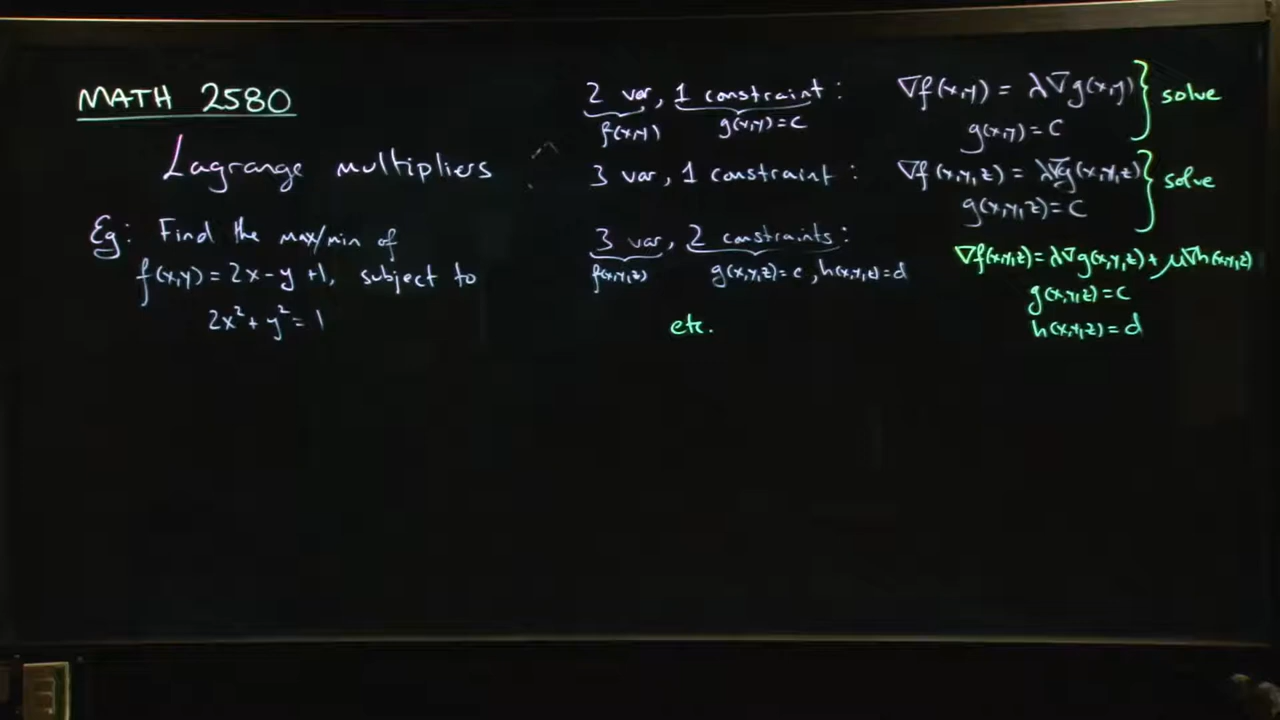 MATH 2580
Lagrange multipliers
Eg: Find the max/min of
f(x,y) = 2x - y + 1, subject to
2x² + y² = 1
2 var, 1 constraint: ∇f(x,y) = λ∇g(x,y) } solve
f(x,y) g(x,y) = c g(x,y) = c
3 var, 1 constraint: ∇f(x,y,z) = λ∇g(x,y,z) } solve
g(x,y,z) = c
3 var, 2 constraints: ∇f(x,y,z) = λ∇g(x,y,z) + μ∇h(x,y,z)
f(x,y,z) g(x,y,z) = c, h(x,y,z) = d g(x,y,z) = c
etc. h(x,y,z) = d